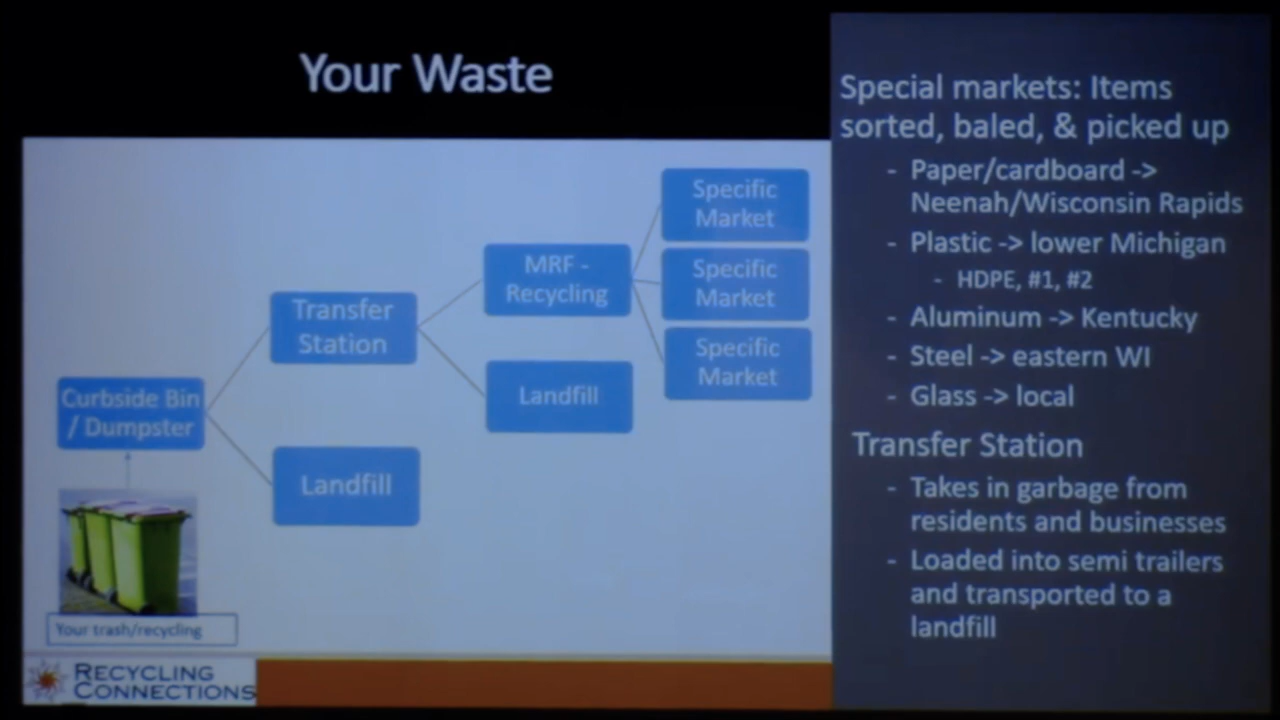 Your Waste
Curbside Bin
/ Dumpster
Your trash/recycling
Transfer
Station
Landfill
MRF -
Recycling
Landfill
Specific
Market
Specific
Market
Specific
Market
RECYCLING
CONNECTIONS
Special markets: Items
sorted, baled, & picked up
- Paper/cardboard ->
Neenah/Wisconsin Rapids
- Plastic -> lower Michigan
- HDPE, #1, #2
- Aluminum -> Kentucky
- Steel -> eastern WI
- Glass -> local
Transfer Station
- Takes in garbage from
residents and businesses
- Loaded into semi trailers
and transported to a
landfill